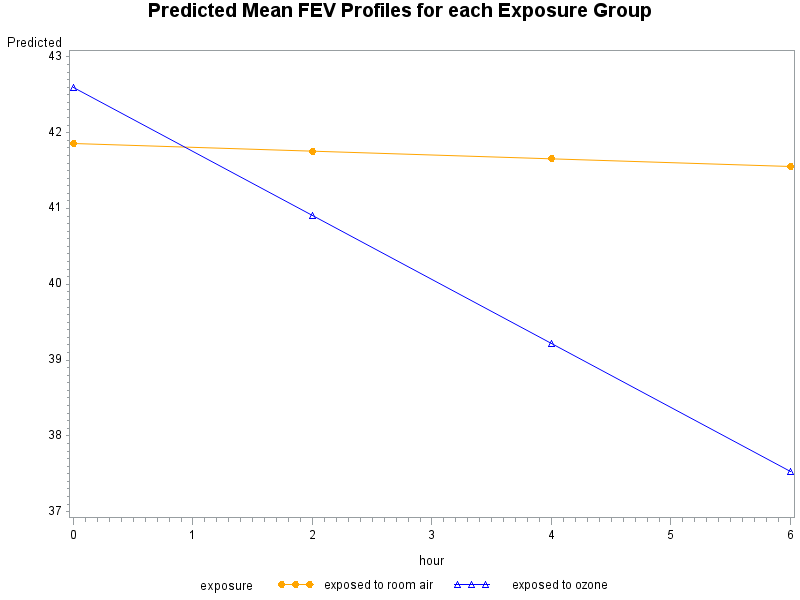 Predicted Mean FEV Profiles for each Exposure Group
Predicted
43
42
41
40
39
38
37
0 1 2 3 4 5 6
hour
exposure exposed to room air exposed to ozone